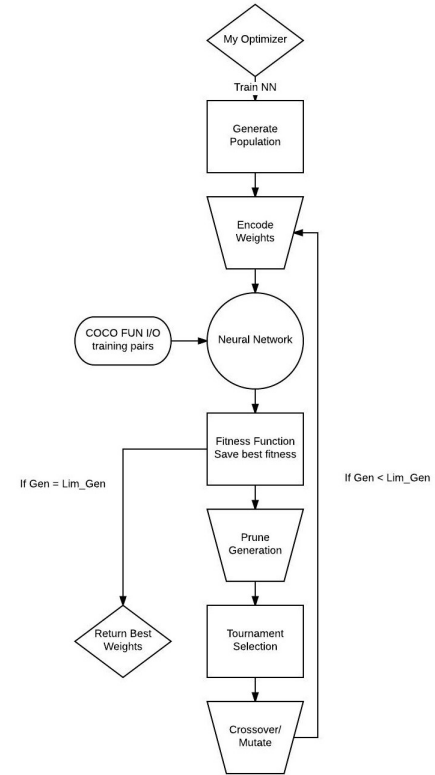 My Optimizer
Train NN
Generate
Population
Encode
Weights
COCO FUN I/O
training pairs
Neural Network
Fitness Function
Save best fitness
If Gen = Lim_Gen
If Gen < Lim_Gen
Prune
Generation
Return Best
Weights
Tournament
Selection
Crossover/
Mutate